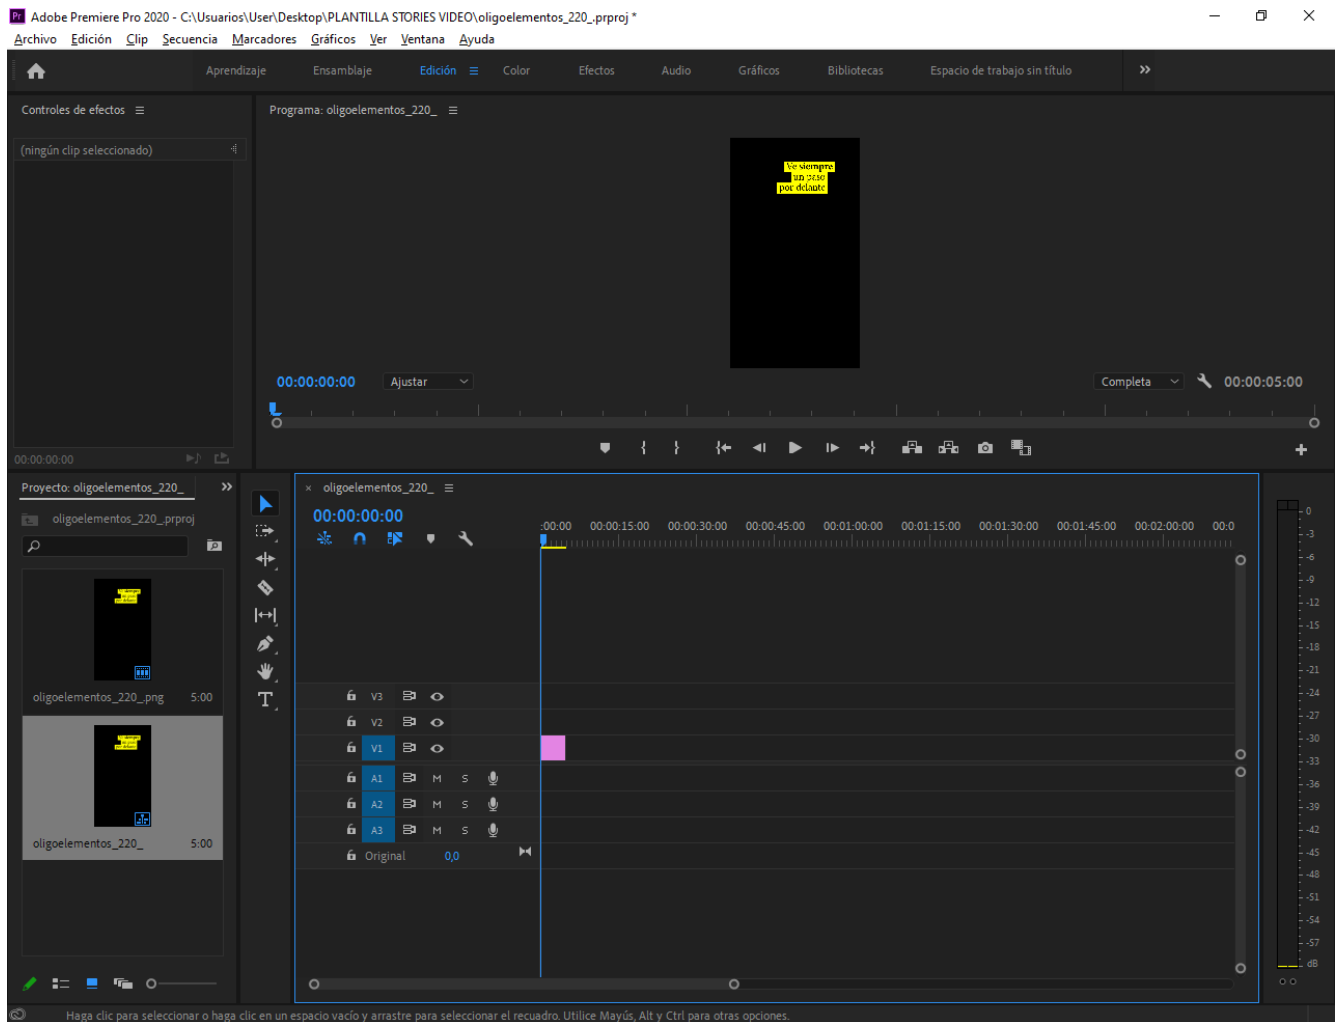 Adobe Premiere Pro 2020 - C:\Usuarios\User\Desktop\PLANTILLA STORIES VIDEO\oligoelementos_220_.prproj *
Archivo Edición Clip Secuencia Marcadores Gráficos Ver Ventana Ayuda
Aprendizaje Ensamblaje Edición Color Efectos Audio Gráficos Bibliotecas Espacio de trabajo sin título
Controles de efectos
Programa: oligoelementos_220_
(ningún clip seleccionado)
Ve siempre
un paso
por delante
00:00:00:00 Ajustar Completa 00:00:05:00
00:00:00:00
Proyecto: oligoelementos_220_
oligoelementos_220_.prproj
oligoelementos_220_.png 5:00
oligoelementos_220_ 5:00
oligoelementos_220_
00:00:00:00
:00:00 00:00:15:00 00:00:30:00 00:00:45:00 00:01:00:00 00:01:15:00 00:01:30:00 00:01:45:00 00:02:00:00 00:0
V3
V2
V1
A1 M S
A2 M S
A3 M S
Original 0,0
0
-3
-6
-9
-12
-15
-18
-21
-24
-27
-30
-33
-36
-39
-42
-45
-48
-51
-54
-57
dB
Haga clic para seleccionar o haga clic en un espacio vacío y arrastre para seleccionar el recuadro. Utilice Mayús, Alt y Ctrl para otras opciones.